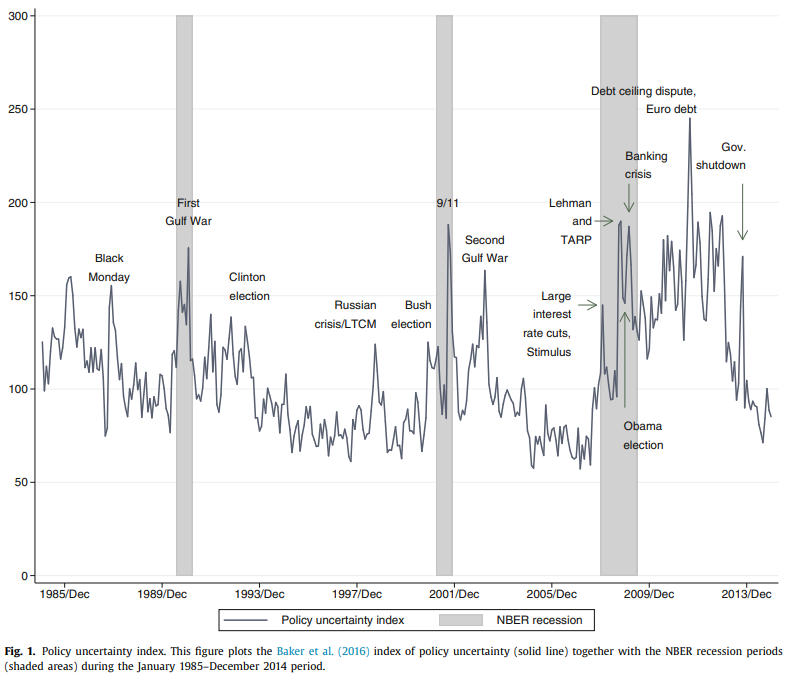 300
250
200
150
100
50
0
Debt ceiling dispute,
Euro debt
Banking
crisis
Gov.
shutdown
First
Gulf War
9/11
Lehman
and
TARP
Second
Gulf War
Black
Monday
Clinton
election
Russian
crisis/LTCM
Bush
election
Large
interest
rate cuts,
Stimulus
Obama
election
1985/Dec 1989/Dec 1993/Dec 1997/Dec 2001/Dec 2005/Dec 2009/Dec 2013/Dec
Policy uncertainty index NBER recession
Fig. 1. Policy uncertainty index. This figure plots the Baker et al. (2016) index of policy uncertainty (solid line) together with the NBER recession periods
(shaded areas) during the January 1985–December 2014 period.